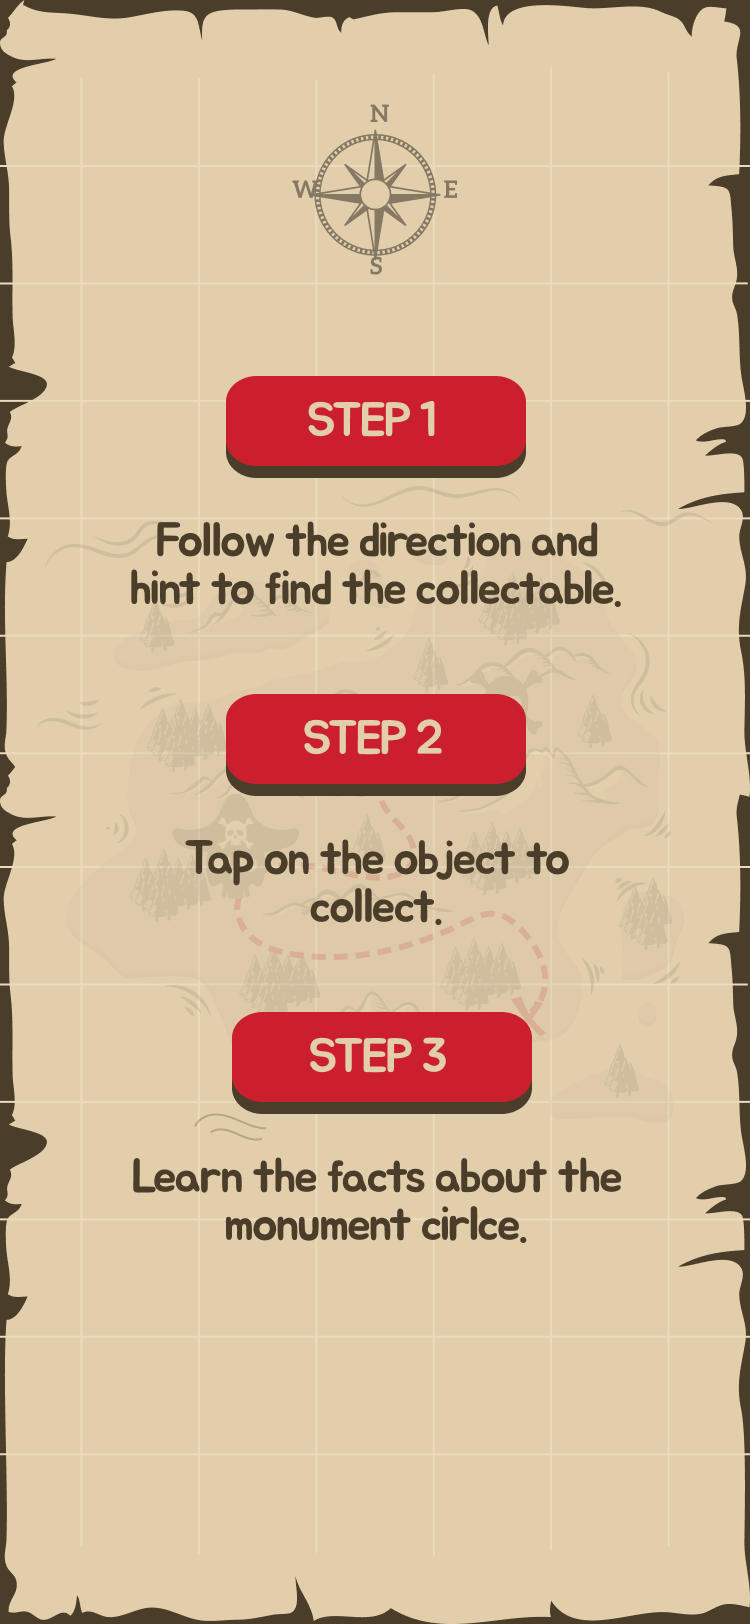 N
W E
S
STEP 1
Follow the direction and
hint to find the collectable.
STEP 2
Tap on the object to
collect.
STEP 3
Learn the facts about the
monument cirlce.